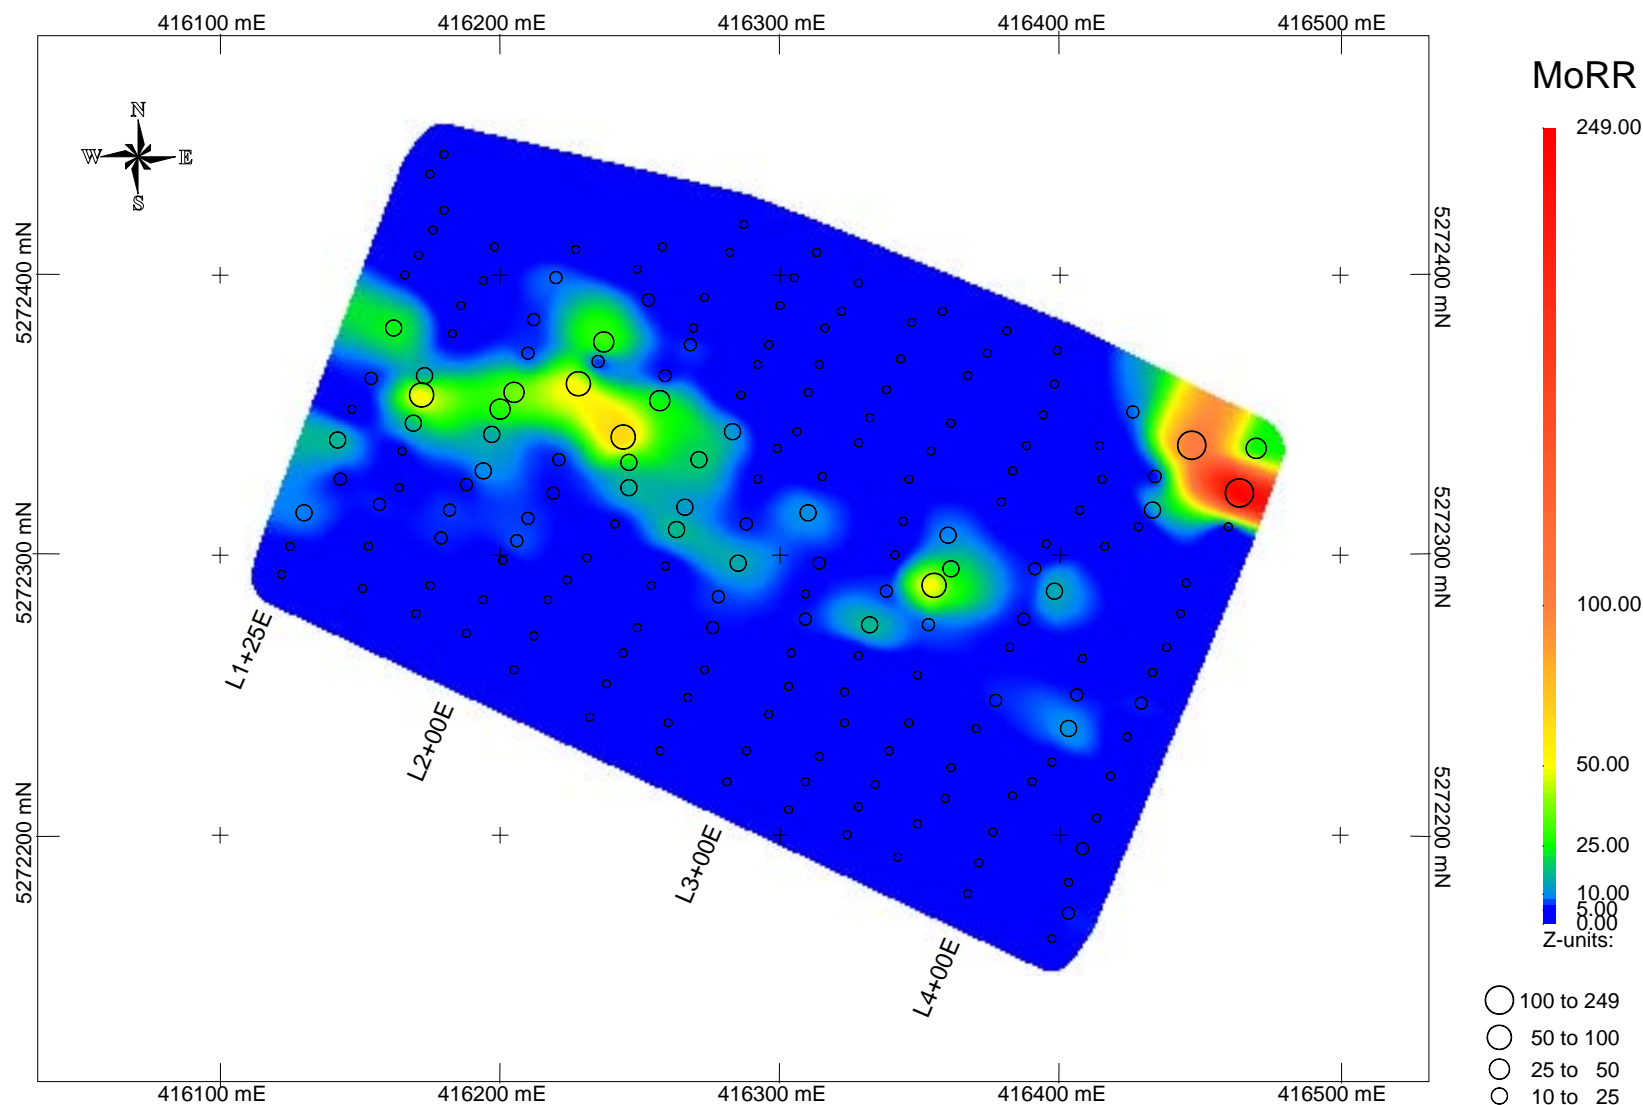 416100 mE
416200 mE
416300 mE
416400 mE
416500 mE
MoRR
N
W
E
S
5272400 mN
5272300 mN
5272200 mN
5272400 mN
5272300 mN
5272200 mN
L1+25E
L2+00E
L3+00E
L4+00E
249.00
100.00
50.00
25.00
10.00
5.00
0.00
Z-units:
100 to 249
50 to 100
25 to 50
10 to 25
416100 mE
416200 mE
416300 mE
416400 mE
416500 mE